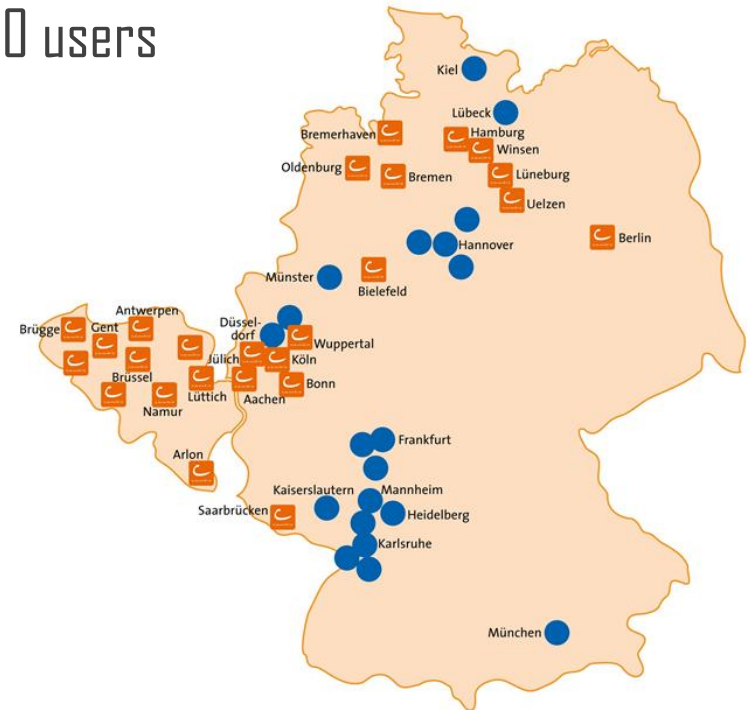 0 users
Kiel
Lübeck
Bremerhaven
Hamburg
Winsen
Oldenburg
Bremen
Lüneburg
Uelzen
Berlin
Hannover
Münster
Bielefeld
Antwerpen
Brügge
Gent
Düssel-
dorf
Wuppertal
Jülich
Köln
Brüssel
Lüttich
Aachen
Bonn
Namur
Frankfurt
Arlon
Kaiserslautern
Mannheim
Saarbrücken
Heidelberg
Karlsruhe
München